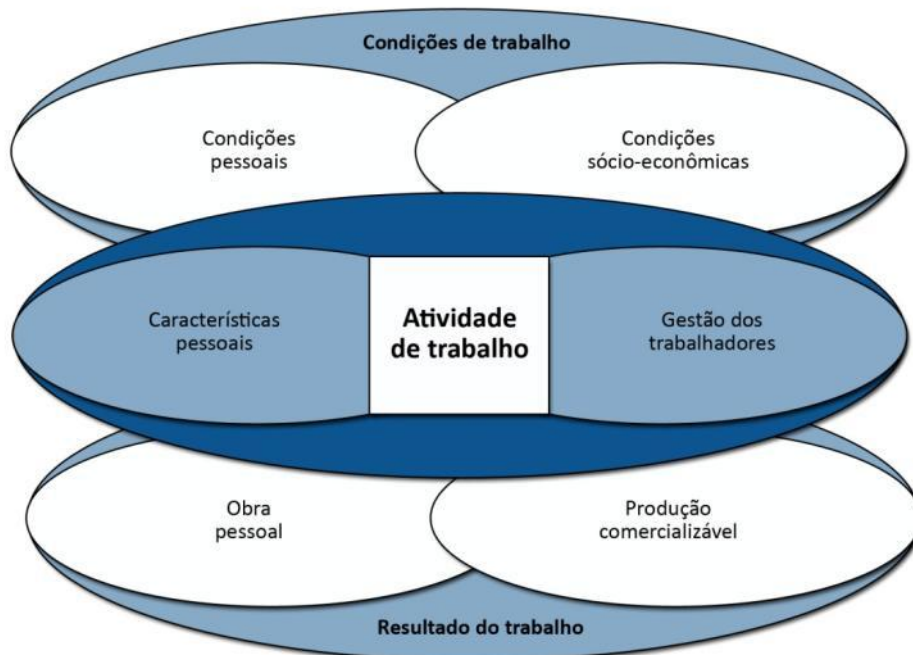 Condições de trabalho
Condições
pessoais
Condições
sócio-econômicas
Características
pessoais
Atividade
de trabalho
Gestão dos
trabalhadores
Obra
pessoal
Produção
comercializável
Resultado do trabalho